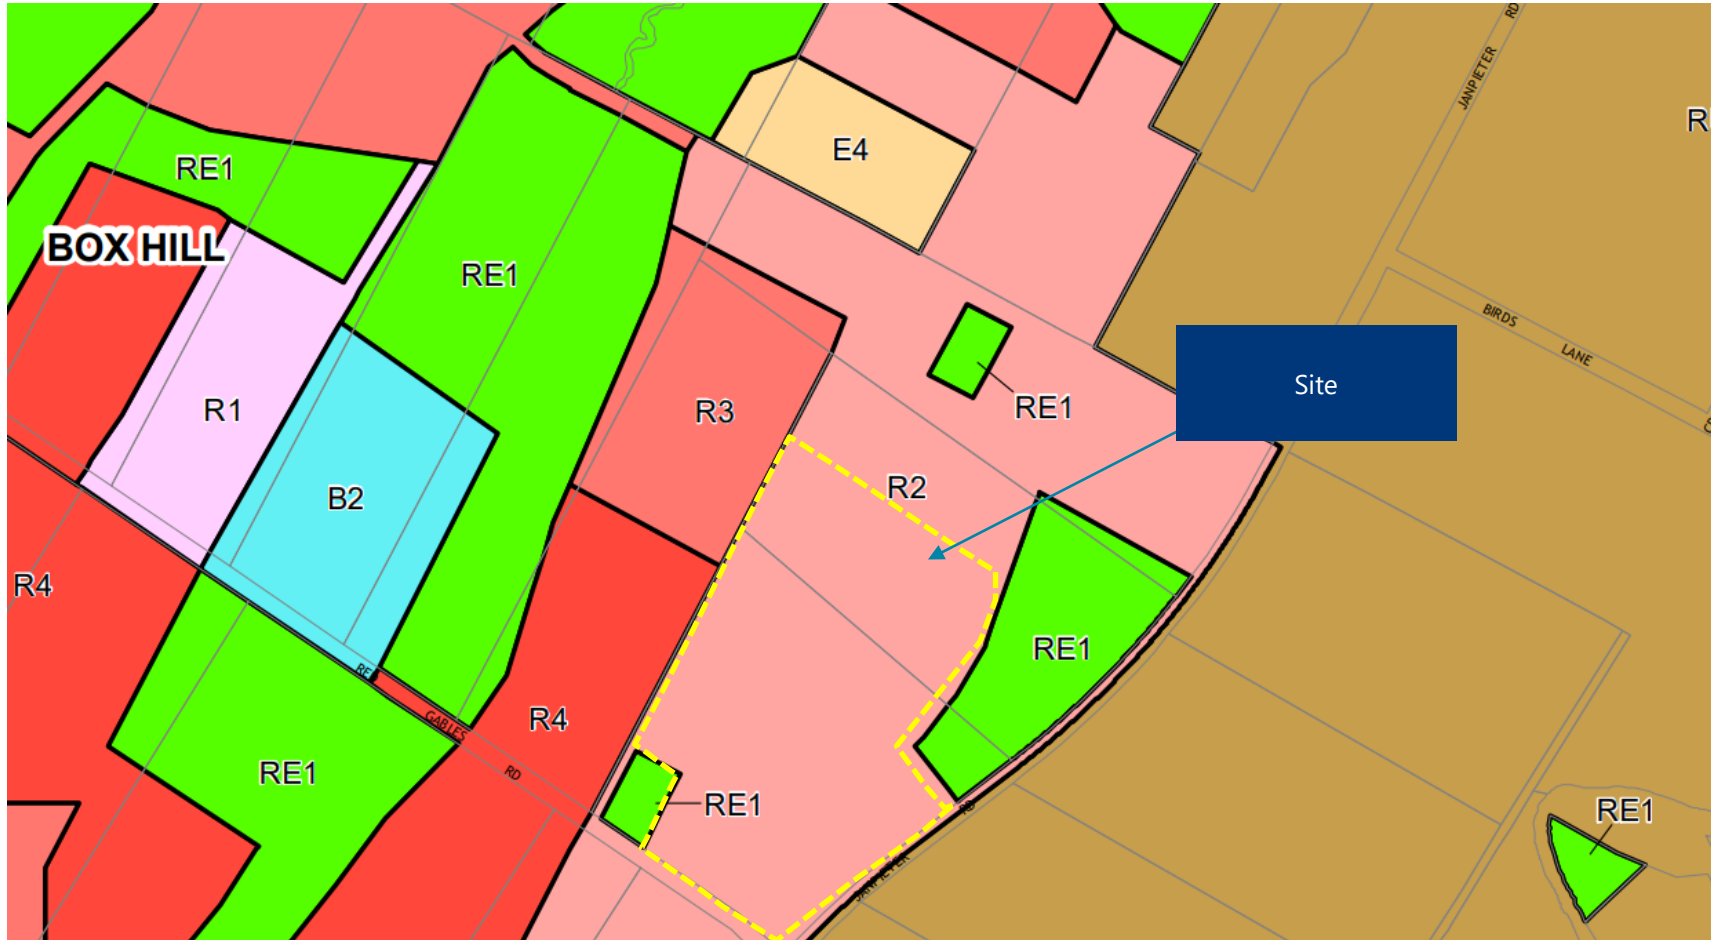 RD
JANPIETER
R
E4
RE1
BOX HILL
RE1
BIRDS
LANE
Site
RE1
R3
R1
R2
B2
R4
RE1
RE
GABLES
R4
RD
RE1
RE1
RD
RE1
JANPIETER